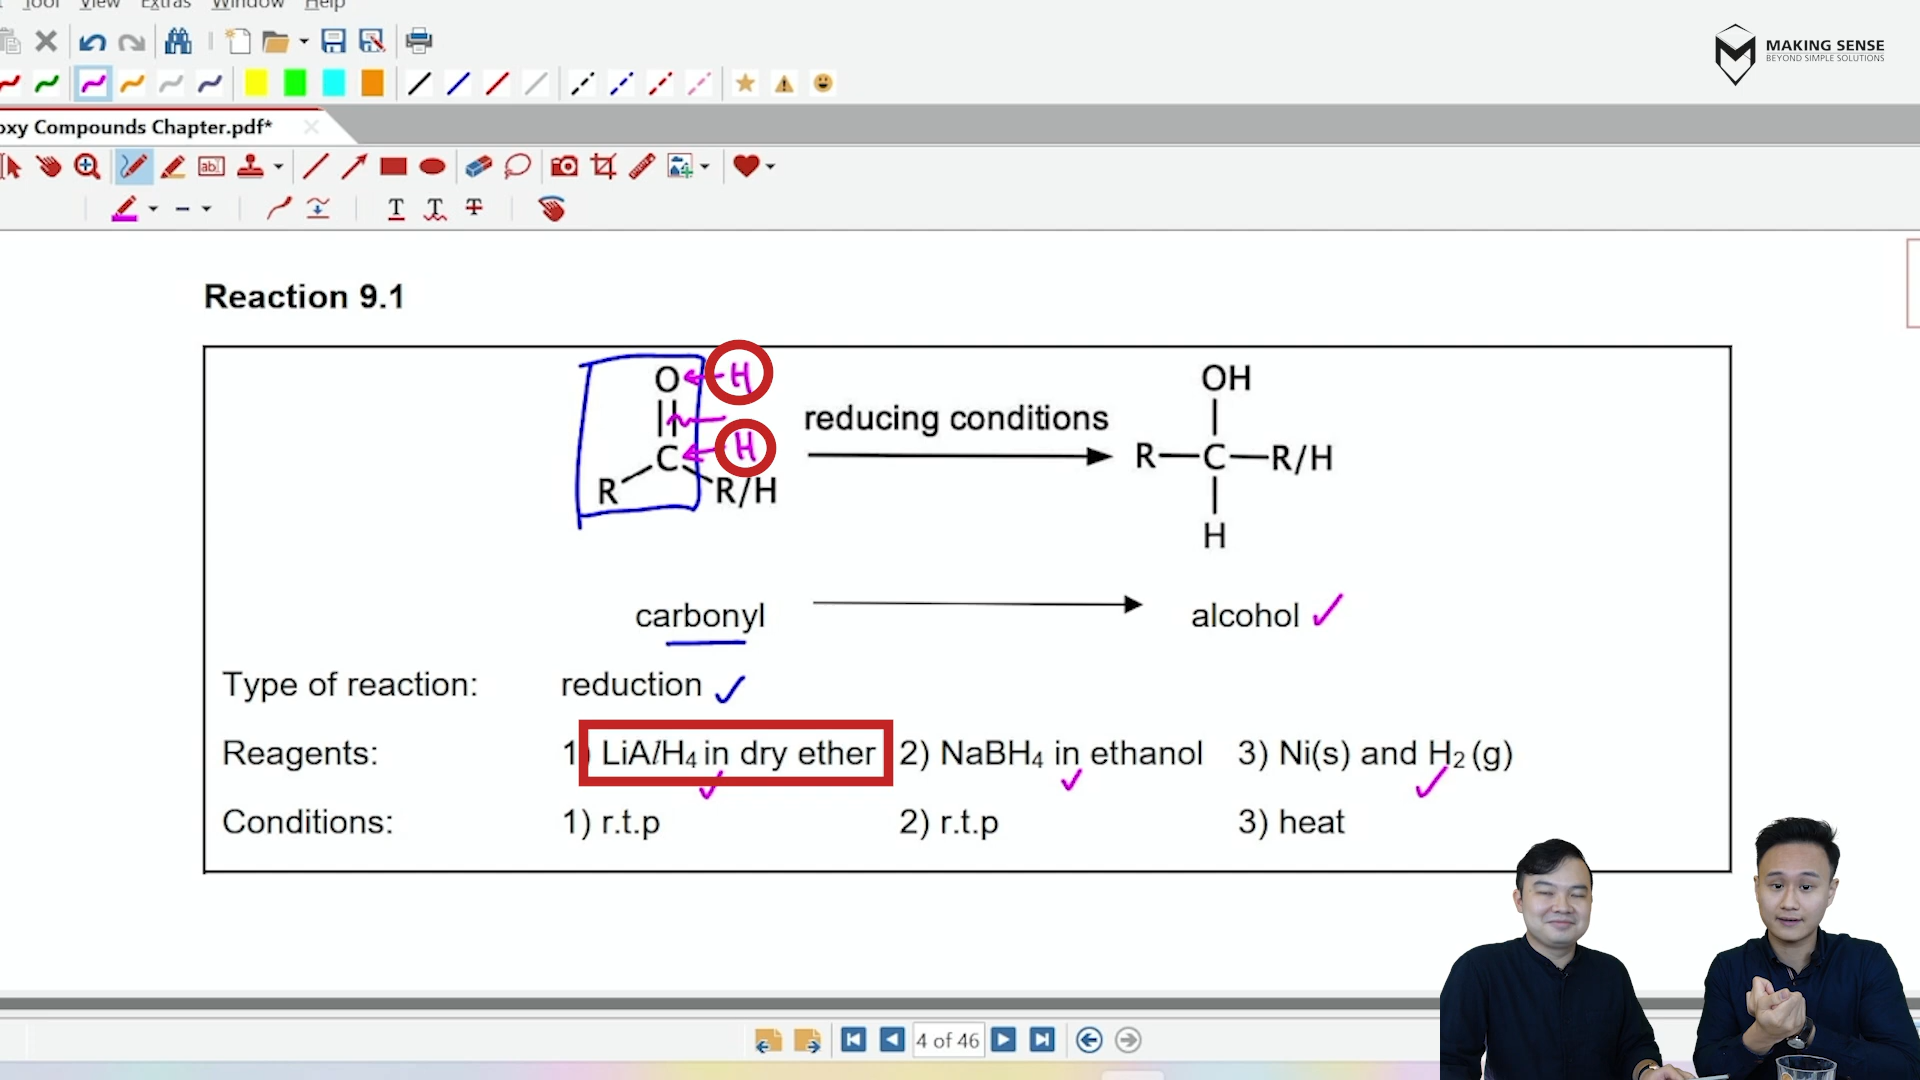 Tool View Extras Window Help
MAKING SENSE
BEYOND SIMPLE SOLUTIONS
oxy Compounds Chapter.pdf*
Reaction 9.1
O H
H
C
R R/H
reducing conditions
OH
R—C—R/H
H
carbonyl alcohol
Type of reaction: reduction
Reagents: 1) LiAlH4 in dry ether 2) NaBH4 in ethanol 3) Ni(s) and H2 (g)
Conditions: 1) r.t.p 2) r.t.p 3) heat
4 of 46